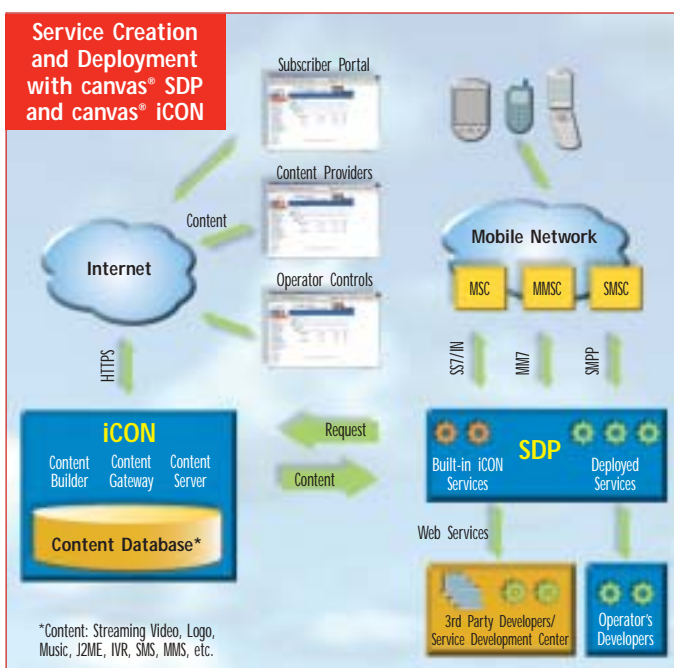 Service Creation
and Deployment
with canvas® SDP
and canvas® iCON
Subscriber Portal
Content Providers
Content
Operator Controls
Internet
HTTPS
Mobile Network
MSC
MMSC
SMSC
SS7/IN
MM7
SMPP
iCON
Content
Builder
Content
Gateway
Content
Server
Content Database*
Request
Content
SDP
Built-in iCON
Services
Deployed
Services
Web Services
3rd Party Developers/
Service Development Center
Operator's
Developers
*Content: Streaming Video, Logo,
Music, J2ME, IVR, SMS, MMS, etc.